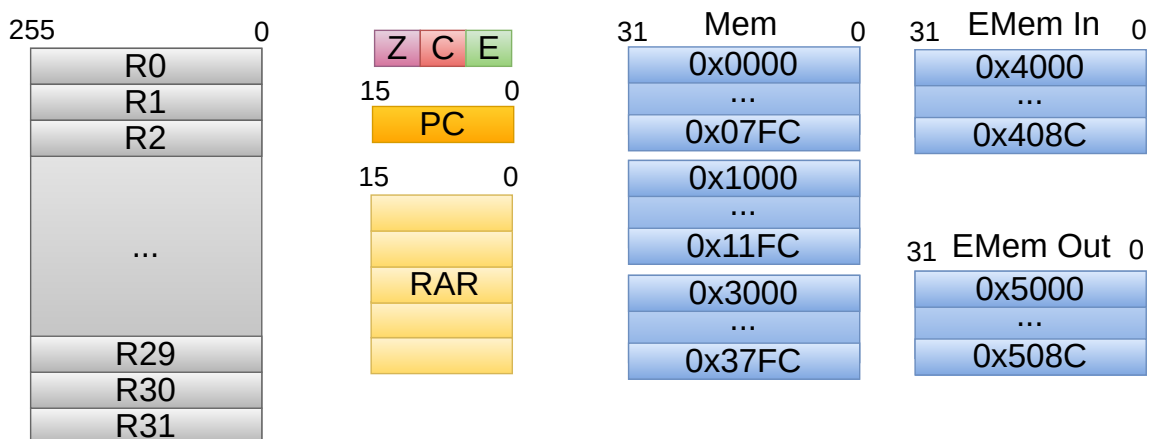 255 0
R0
R1
R2
...
R29
R30
R31
Z C E
15 0
PC
15 0
RAR
31 Mem 0
0x0000
...
0x07FC
0x1000
...
0x11FC
0x3000
...
0x37FC
31 EMem In 0
0x4000
...
0x408C
31 EMem Out 0
0x5000
...
0x508C